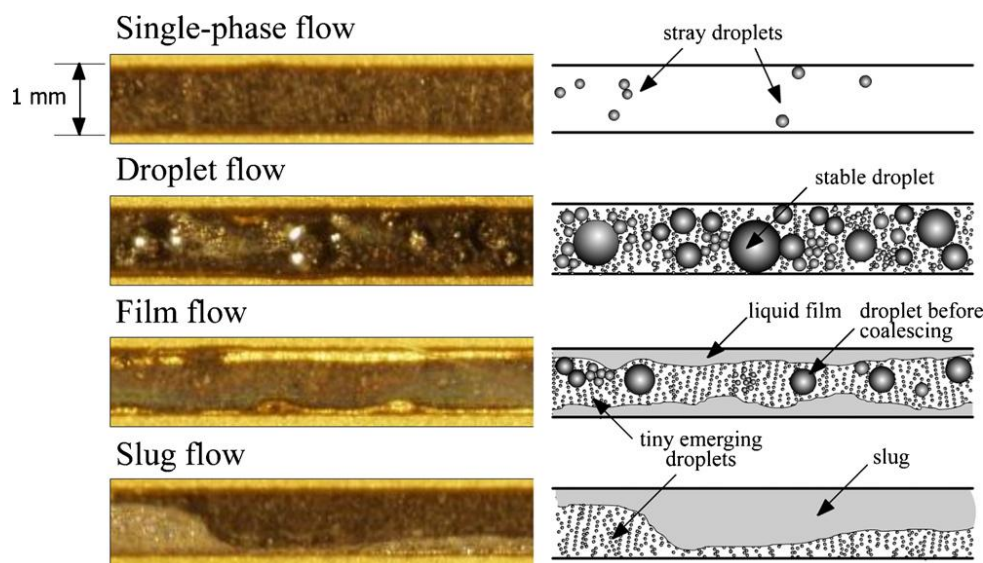 Single-phase flow
stray droplets
1 mm
Droplet flow
stable droplet
Film flow
liquid film
droplet before
coalescing
tiny emerging
droplets
Slug flow
slug